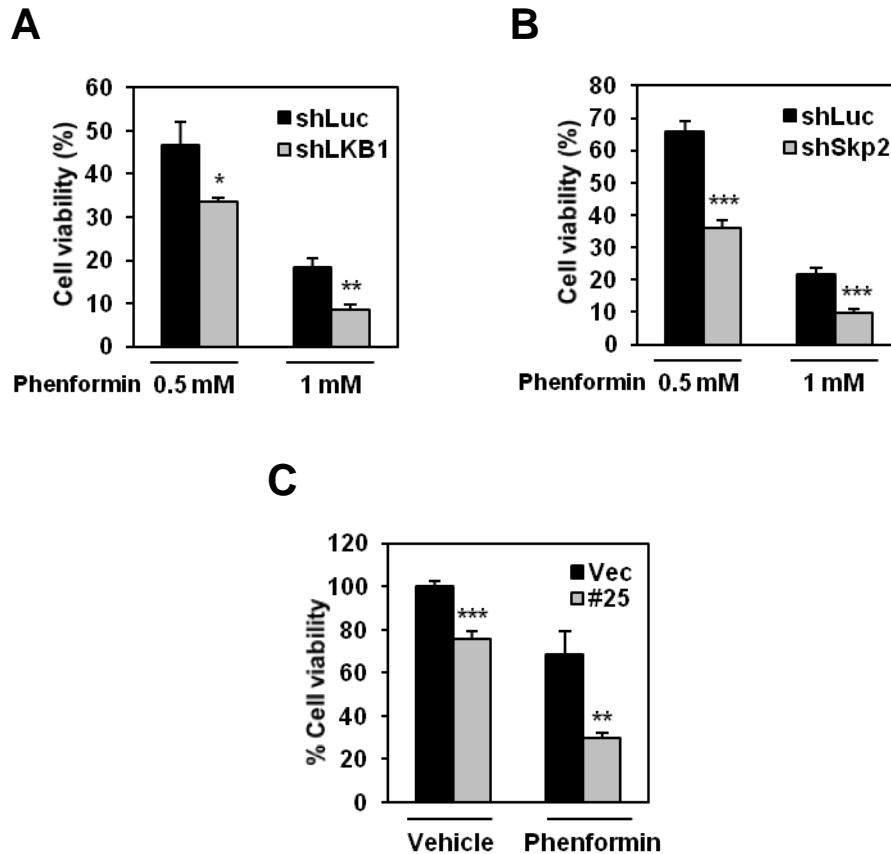 A
Cell viability (%)
60
50
40
30
20
10
0
shLuc
shLKB1
*
**
Phenformin 0.5 mM 1 mM
B
Cell viability (%)
80
70
60
50
40
30
20
10
0
shLuc
shSkp2
***
***
Phenformin 0.5 mM 1 mM
C
% Cell viability
120
100
80
60
40
20
0
Vec
#25
***
**
Vehicle Phenformin